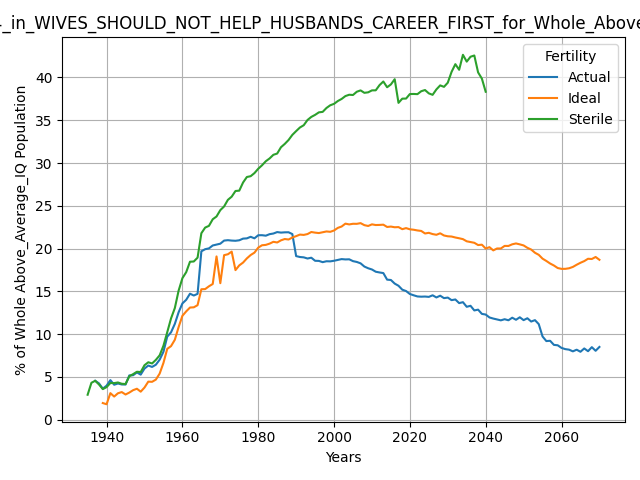 _in_WIVES_SHOULD_NOT_HELP_HUSBANDS_CAREER_FIRST_for_Whole_Above
% of Whole Above_Average_IQ Population
40
35
30
25
20
15
10
5
0
Fertility
Actual
Ideal
Sterile
1940
1960
1980
2000
2020
2040
2060
Years